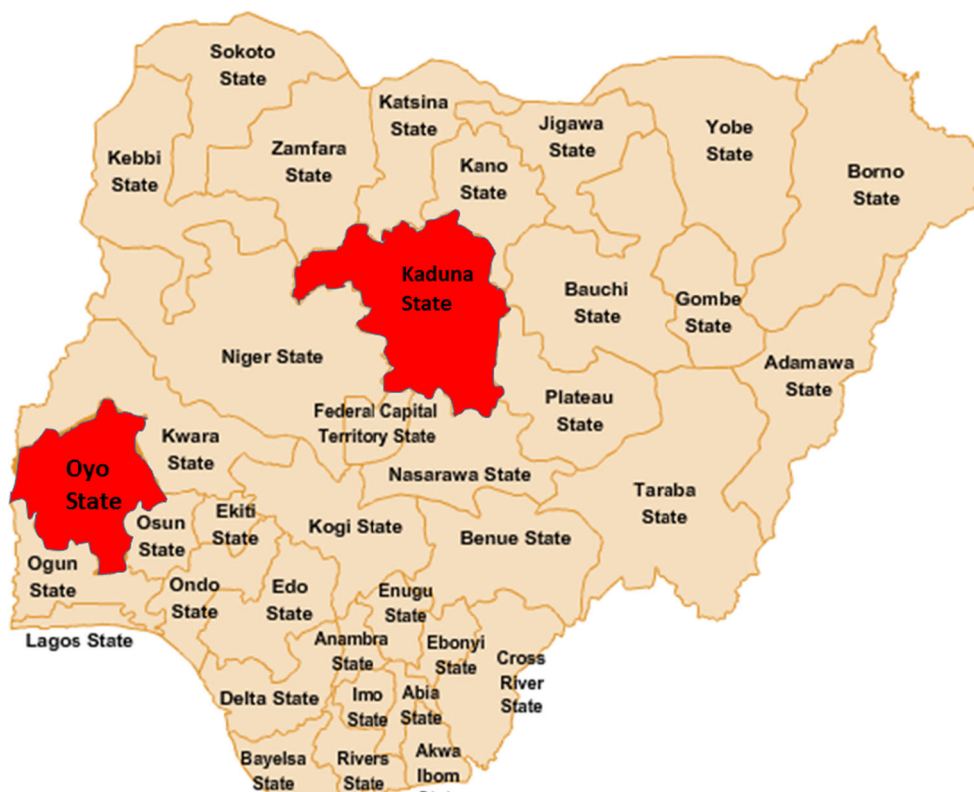 Sokoto
State
Katsina
State
Jigawa
State
Yobe
State
Kebbi
State
Zamfara
State
Kano
State
Borno
State
Kaduna
State
Bauchi
State
Gombe
State
Niger State
Adamawa
State
Federal Capital
Territory State
Plateau
State
Kwara
State
Oyo
State
Nasarawa State
Taraba
State
Osun
State
Ekiti
State
Kogi State
Benue State
Ogun
State
Ondo
State
Edo
State
Enugu
State
Lagos State
Anambra
State
Ebonyi
State
Cross
River
State
Delta State
Imo
State
Abia
State
Bayelsa
State
Rivers
State
Akwa
Ibom